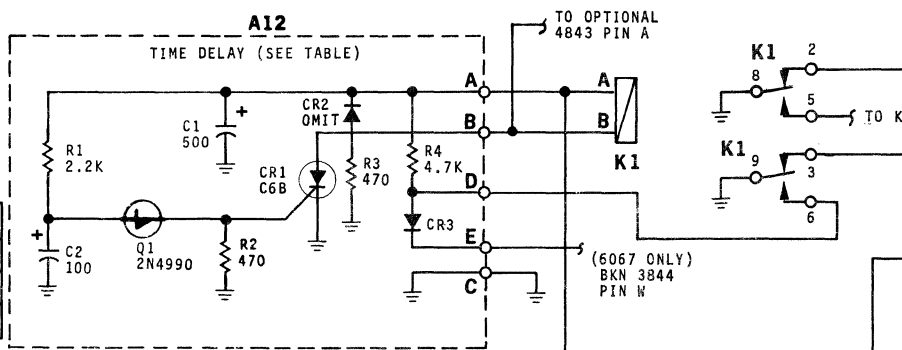 A12
TO OPTIONAL
4843 PIN A
TIME DELAY (SEE TABLE)
K1
2
8
5
TO K
A
A
B
B
K1
+
C1
500
CR2
OMIT
R1
2.2K
CR1
C6B
R3
470
R4
4.7K
K1
9
3
6
D
+
C2
100
Q1
2N4990
R2
470
CR3
E
(6067 ONLY)
BKN 3844
PIN W
C